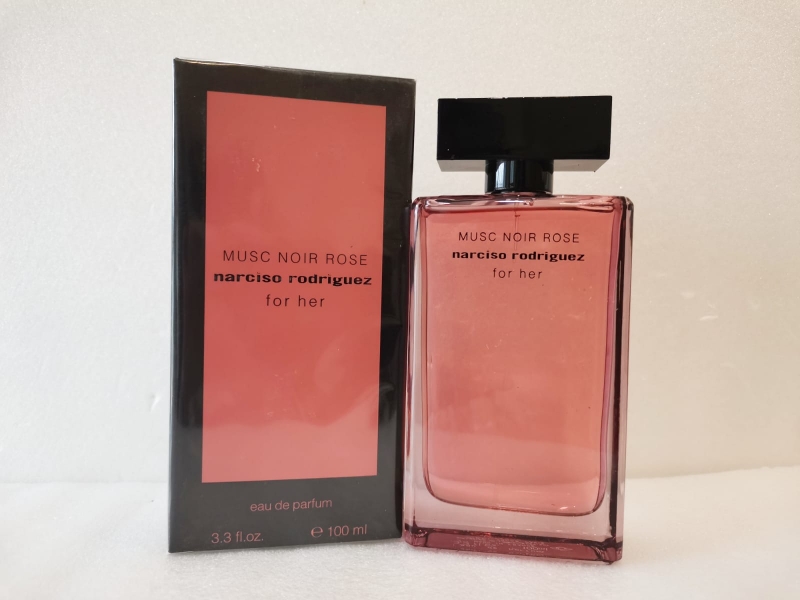 MUSC NOIR ROSE
narciso rodriguez
for her
eau de parfum
3.3 fl.oz. ℮ 100 ml
MUSC NOIR ROSE
narciso rodriguez
for her